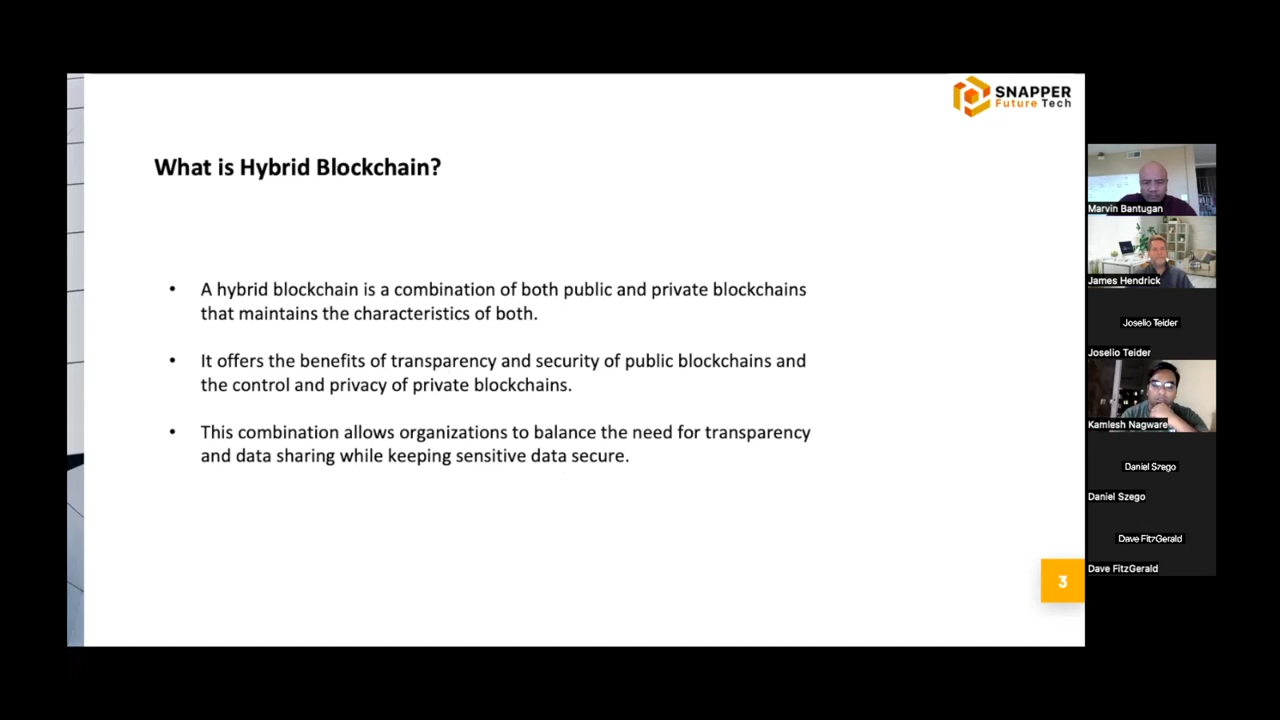 SNAPPER
Future Tech
What is Hybrid Blockchain?
• A hybrid blockchain is a combination of both public and private blockchains
that maintains the characteristics of both.
• It offers the benefits of transparency and security of public blockchains and
the control and privacy of private blockchains.
• This combination allows organizations to balance the need for transparency
and data sharing while keeping sensitive data secure.
3
Marvin Bantugan
James Hendrick
Joselio Teider
Joselio Teider
Kamlesh Nagware
Daniel Szego
Daniel Szego
Dave FitzGerald
Dave FitzGerald